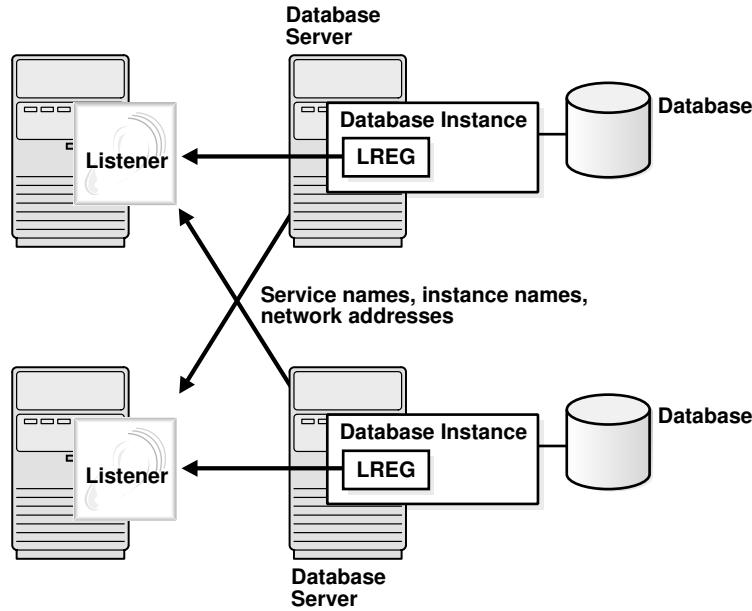 Database
Server
Database Instance
LREG
Listener
Database
Service names, instance names,
network addresses
Database Instance
LREG
Listener
Database
Database
Server